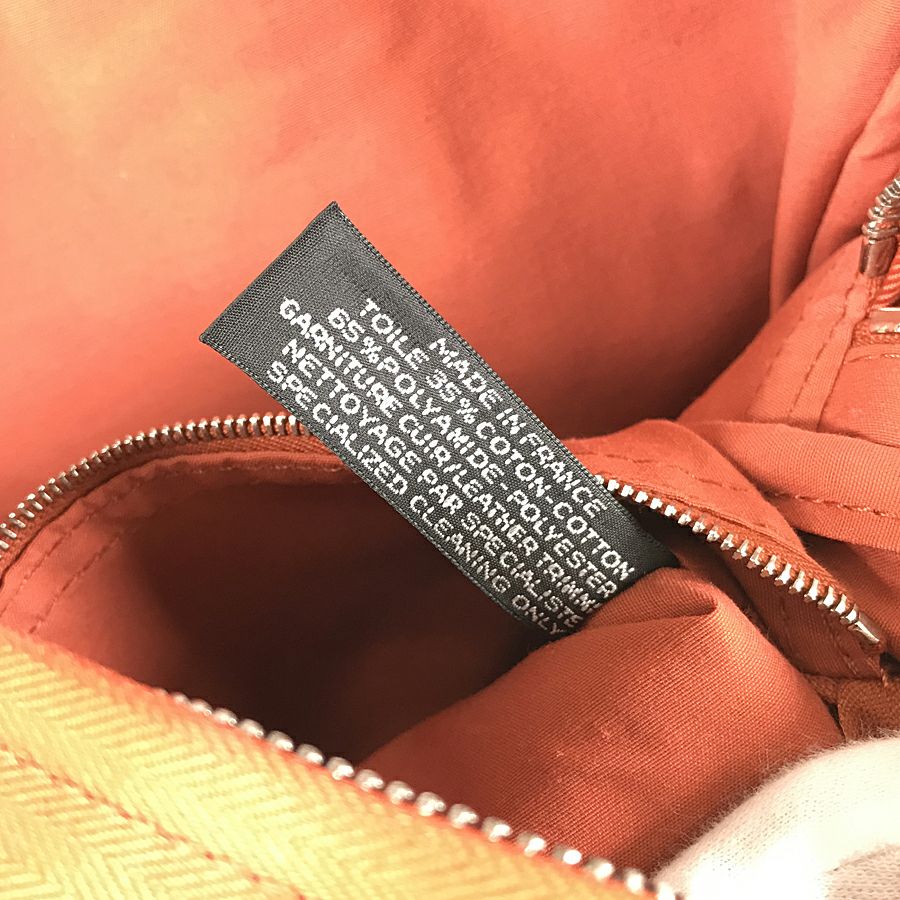 MADE IN FRANCE
TOILE 35% COTON-COTTON
65% POLYAMIDE-POLYESTER
GARNITURE CUIR/LEATHER TRIMM
NETTOYAGE PAR SPECIALISTE
SPECIALIZED CLEANING ONLY